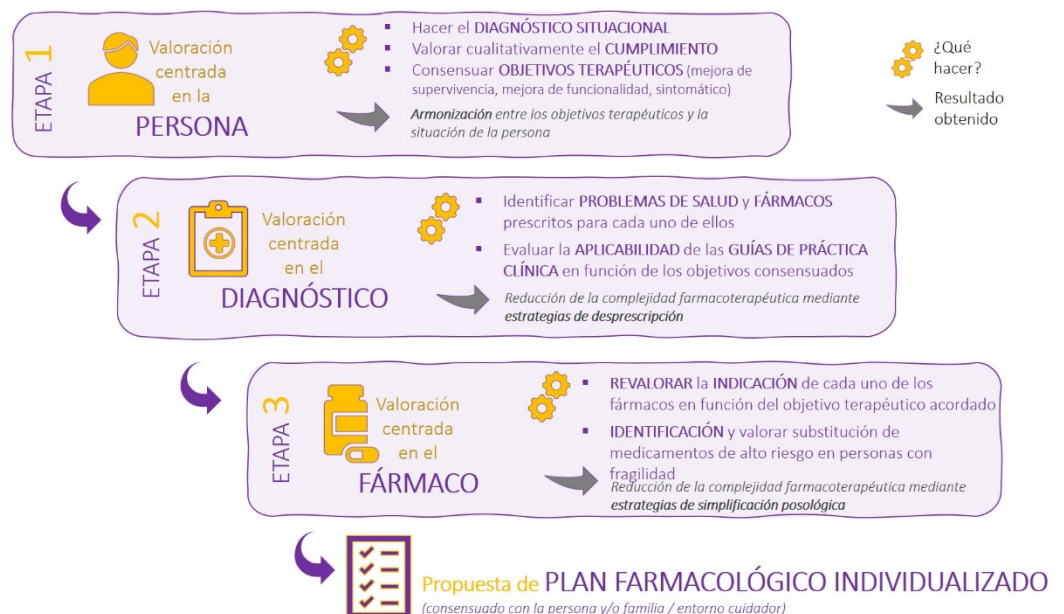 ETAPA 1
Valoración
centrada
en la
PERSONA
▪ Hacer el DIAGNÓSTICO SITUACIONAL
▪ Valorar cualitativamente el CUMPLIMIENTO
▪ Consensuar OBJETIVOS TERAPÉUTICOS (mejora de
supervivencia, mejora de funcionalidad, sintomático)
Armonización entre los objetivos terapéuticos y la
situación de la persona
¿Qué
hacer?
Resultado
obtenido
ETAPA 2
Valoración
centrada
en el
DIAGNÓSTICO
▪ Identificar PROBLEMAS DE SALUD y FÁRMACOS
prescritos para cada uno de ellos
▪ Evaluar la APLICABILIDAD de las GUÍAS DE PRÁCTICA
CLÍNICA en función de los objetivos consensuados
Reducción de la complejidad farmacoterapéutica mediante
estrategias de desprescripción
ETAPA 3
Valoración
centrada
en el
FÁRMACO
▪ REVALORAR la INDICACIÓN de cada uno de los
fármacos en función del objetivo terapéutico acordado
▪ IDENTIFICACIÓN y valorar substitución de
medicamentos de alto riesgo en personas con
fragilidad
Reducción de la complejidad farmacoterapéutica mediante
estrategias de simplificación posológica
Propuesta de PLAN FARMACOLÓGICO INDIVIDUALIZADO
(consensuado con la persona y/o familia / entorno cuidador)